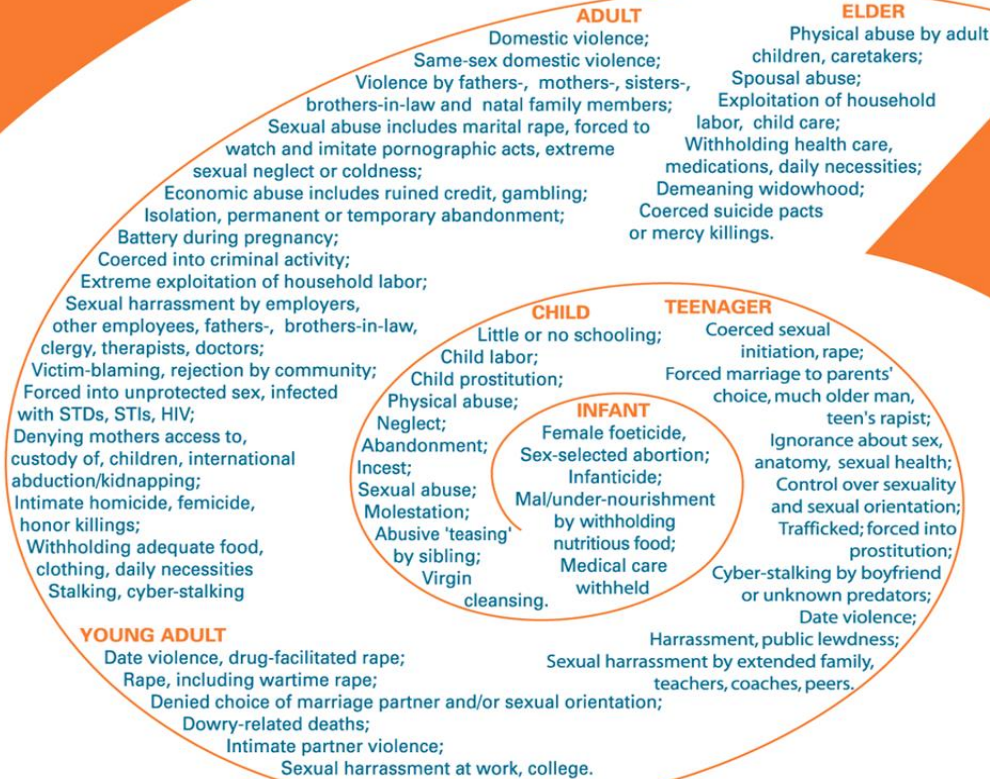 ADULT
Domestic violence;
Same-sex domestic violence;
Violence by fathers-, mothers-, sisters-,
brothers-in-law and natal family members;
Sexual abuse includes marital rape, forced to
watch and imitate pornographic acts, extreme
sexual neglect or coldness;
Economic abuse includes ruined credit, gambling;
Isolation, permanent or temporary abandonment;
Battery during pregnancy;
Coerced into criminal activity;
Extreme exploitation of household labor;
Sexual harrassment by employers,
other employees, fathers-, brothers-in-law,
clergy, therapists, doctors;
Victim-blaming, rejection by community;
Forced into unprotected sex, infected
with STDs, STIs, HIV;
Denying mothers access to,
custody of, children, international
abduction/kidnapping;
Intimate homicide, femicide,
honor killings;
Withholding adequate food,
clothing, daily necessities
Stalking, cyber-stalking
ELDER
Physical abuse by adult
children, caretakers;
Spousal abuse;
Exploitation of household
labor, child care;
Withholding health care,
medications, daily necessities;
Demeaning widowhood;
Coerced suicide pacts
or mercy killings.
CHILD
Little or no schooling;
Child labor;
Child prostitution;
Physical abuse;
Neglect;
Abandonment;
Incest;
Sexual abuse;
Molestation;
Abusive 'teasing'
by sibling;
Virgin
cleansing.
INFANT
Female foeticide,
Sex-selected abortion;
Infanticide;
Mal/under-nourishment
by withholding
nutritious food;
Medical care
withheld
TEENAGER
Coerced sexual
initiation, rape;
Forced marriage to parents'
choice, much older man,
teen's rapist;
Ignorance about sex,
anatomy, sexual health;
Control over sexuality
and sexual orientation;
Trafficked; forced into
prostitution;
Cyber-stalking by boyfriend
or unknown predators;
Date violence;
Harrassment, public lewdness;
Sexual harrassment by extended family,
teachers, coaches, peers.
YOUNG ADULT
Date violence, drug-facilitated rape;
Rape, including wartime rape;
Denied choice of marriage partner and/or sexual orientation;
Dowry-related deaths;
Intimate partner violence;
Sexual harrassment at work, college.